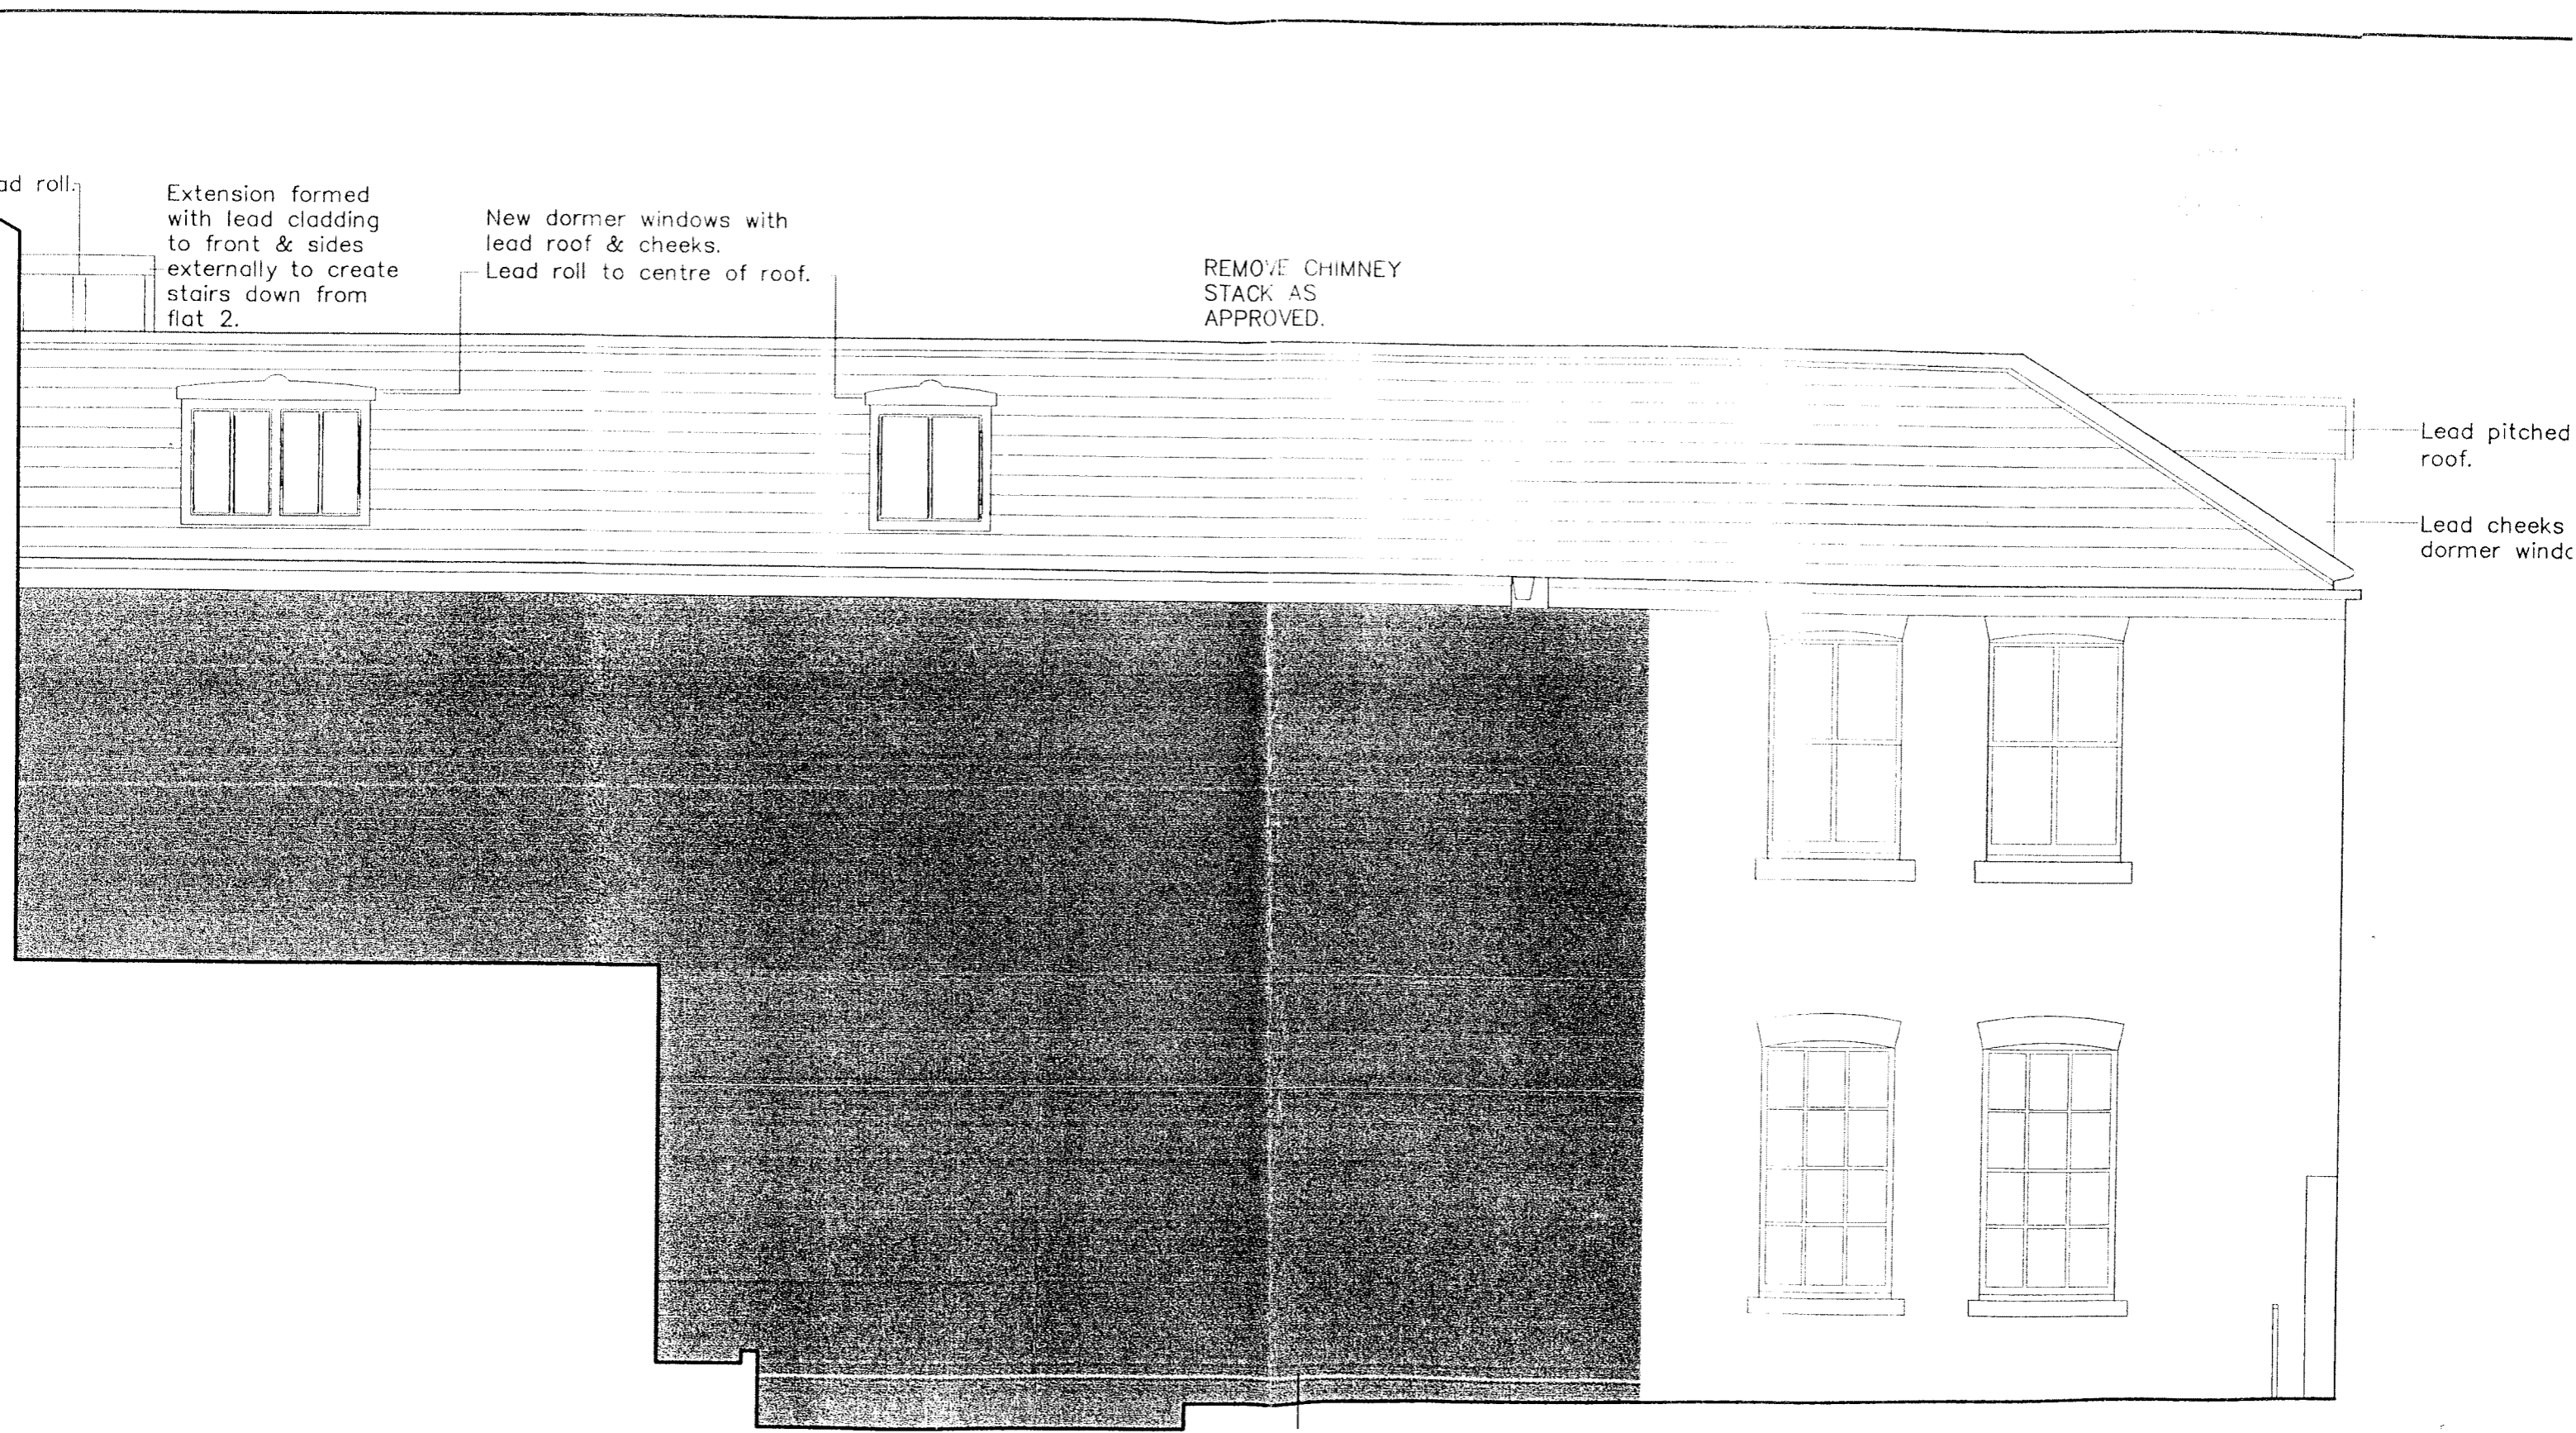 roll.
Extension formed
with lead cladding
to front & sides
externally to create
stairs down from
flat 2.
New dormer windows with
lead roof & cheeks.
Lead roll to centre of roof.
REMOVE CHIMNEY
STACK AS
APPROVED.
Lead pitched
roof.
Lead cheeks
dormer